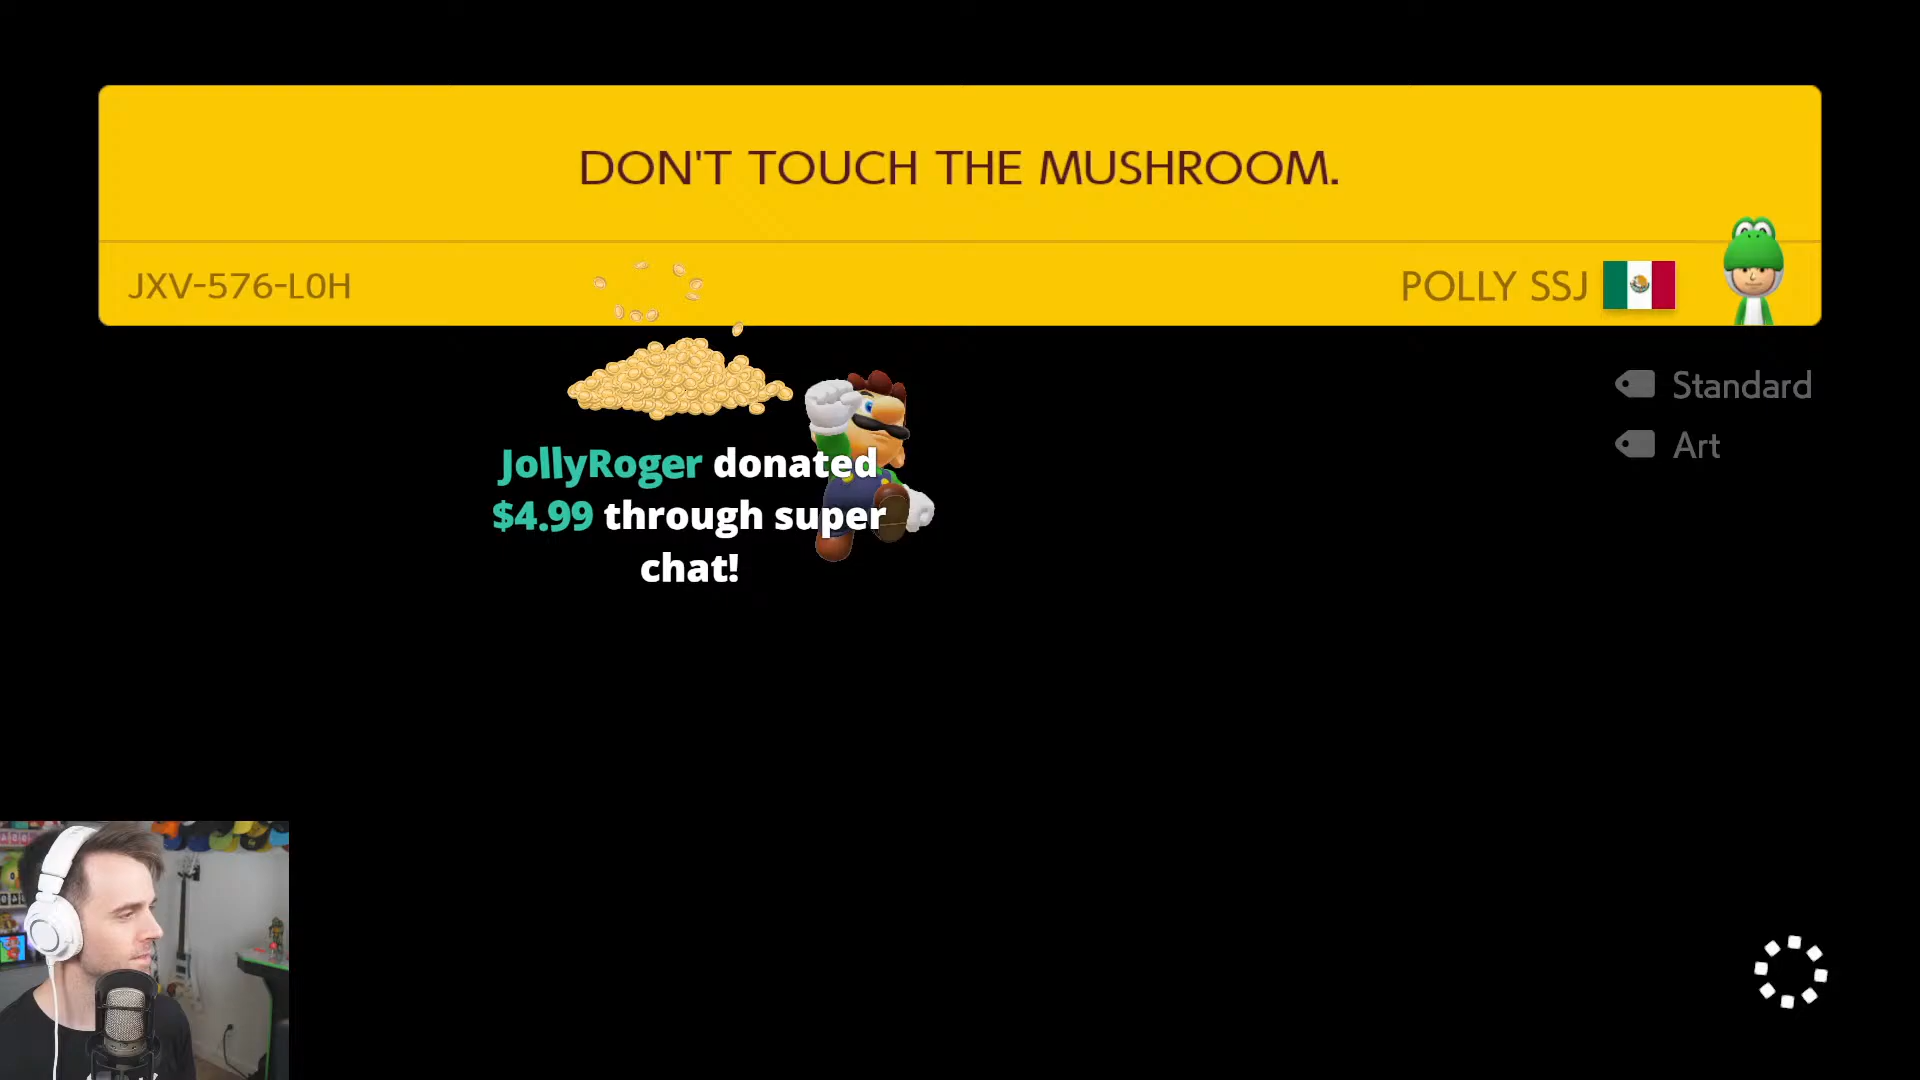 DON'T TOUCH THE MUSHROOM.
JXV-576-L0H
POLLY SSJ
Standard
Art
JollyRoger donated
$4.99 through super
chat!